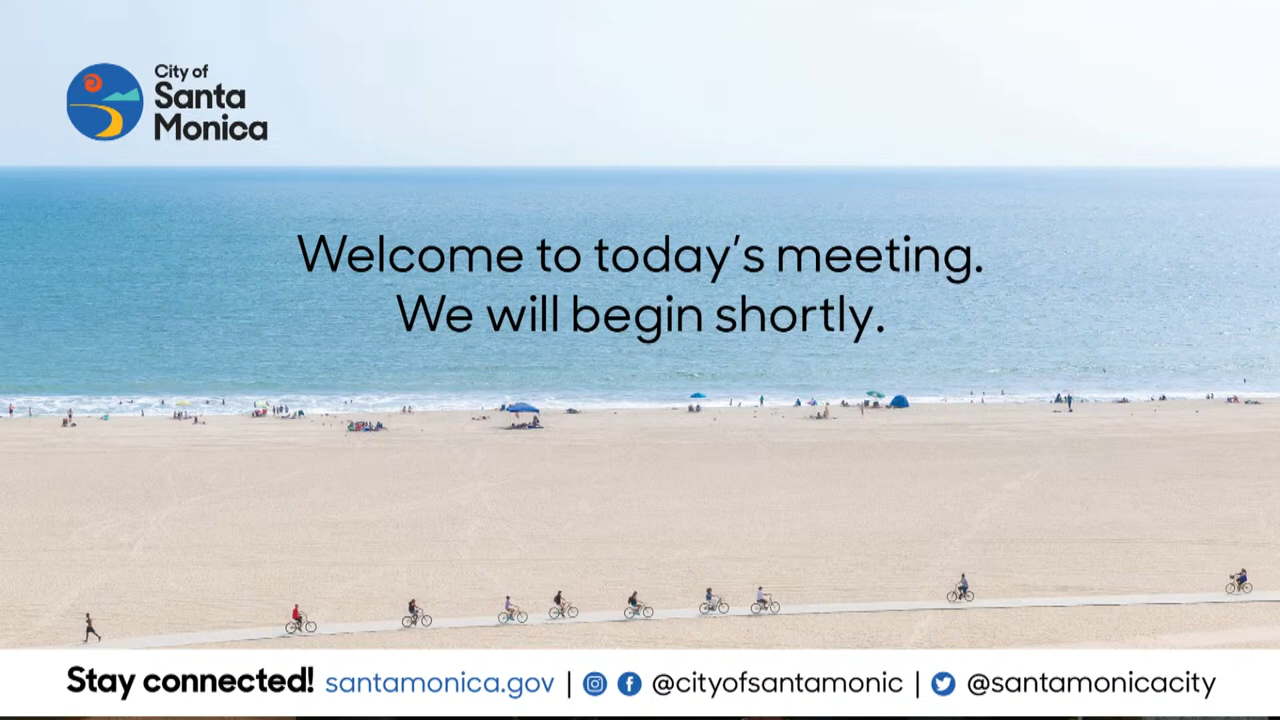 City of
Santa
Monica
Welcome to today's meeting.
We will begin shortly.
Stay connected! santamonica.gov | @cityofsantamonic | @santamonicacity